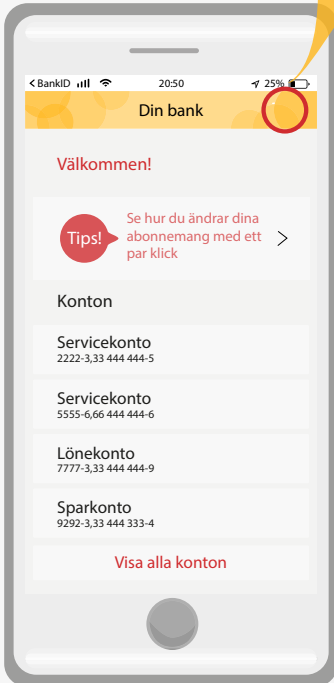 BankID 20:50 25%
Din bank
Välkommen!
Tips!
Se hur du ändrar dina
abonnemang med ett
par klick
Konton
Servicekonto
2222-3,33 444 444-5
Servicekonto
5555-6,66 444 444-6
Lönekonto
7777-3,33 444 444-9
Sparkonto
9292-3,33 444 333-4
Visa alla konton